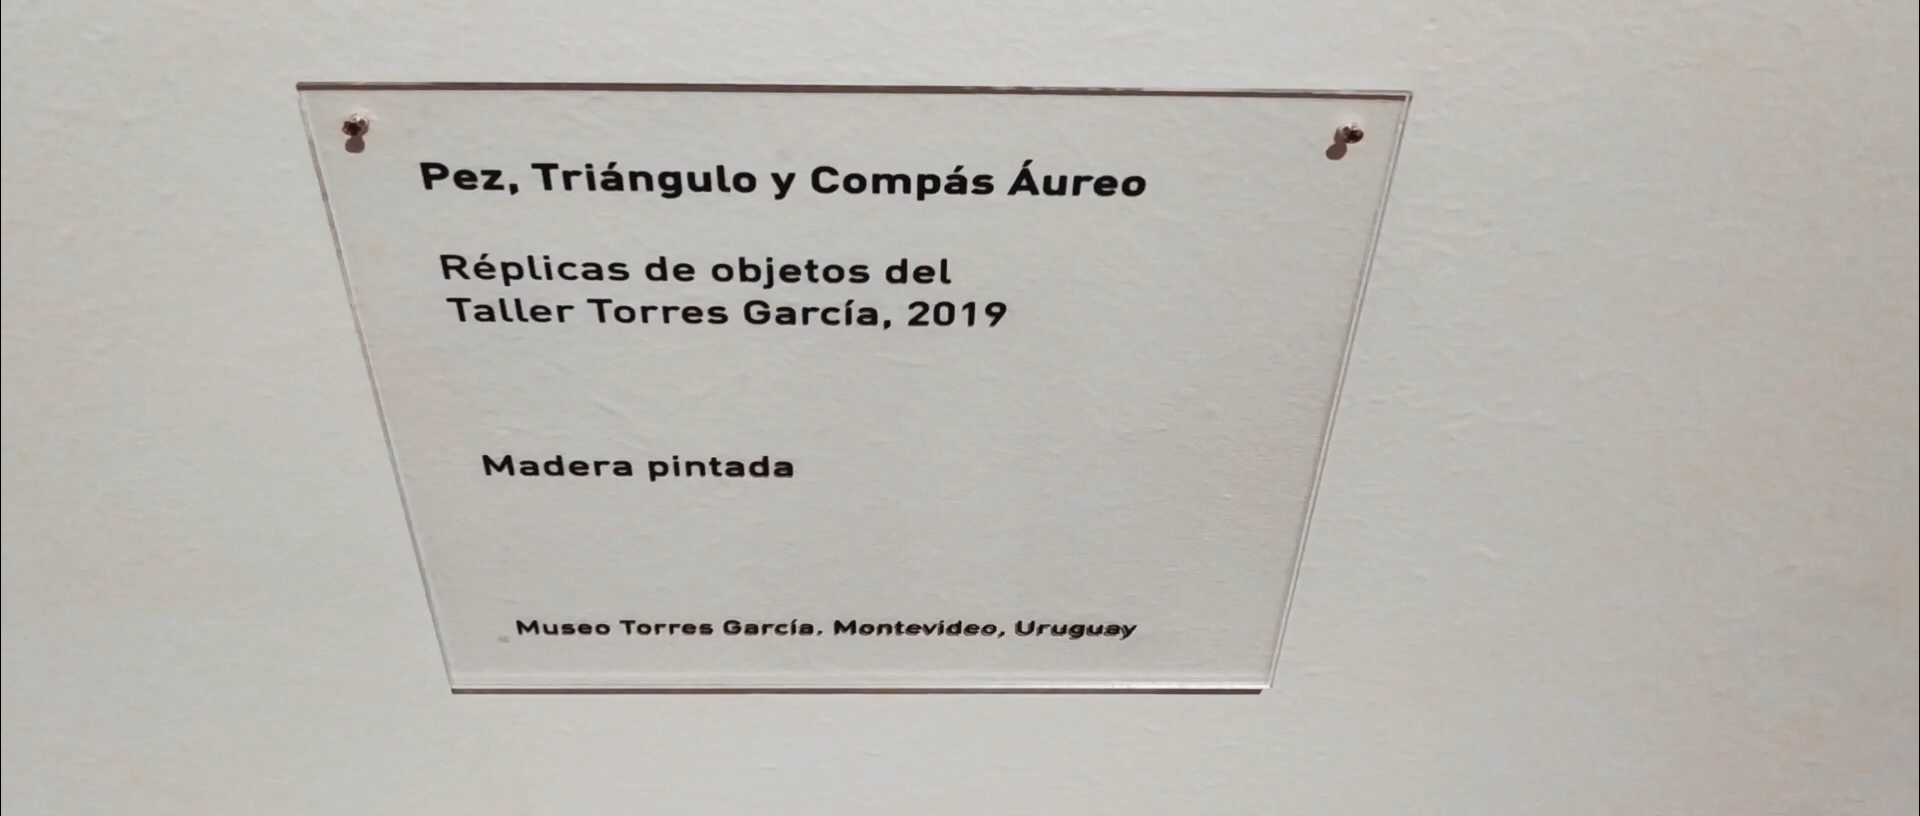 Pez, Triángulo y Compás Áureo
Réplicas de objetos del
Taller Torres García, 2019
Madera pintada
Museo Torres García. Montevideo, Uruguay